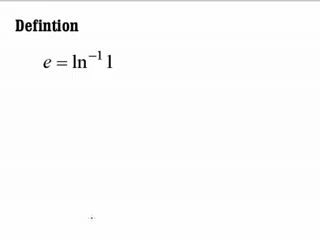 Defintion
e = ln⁻¹ 1